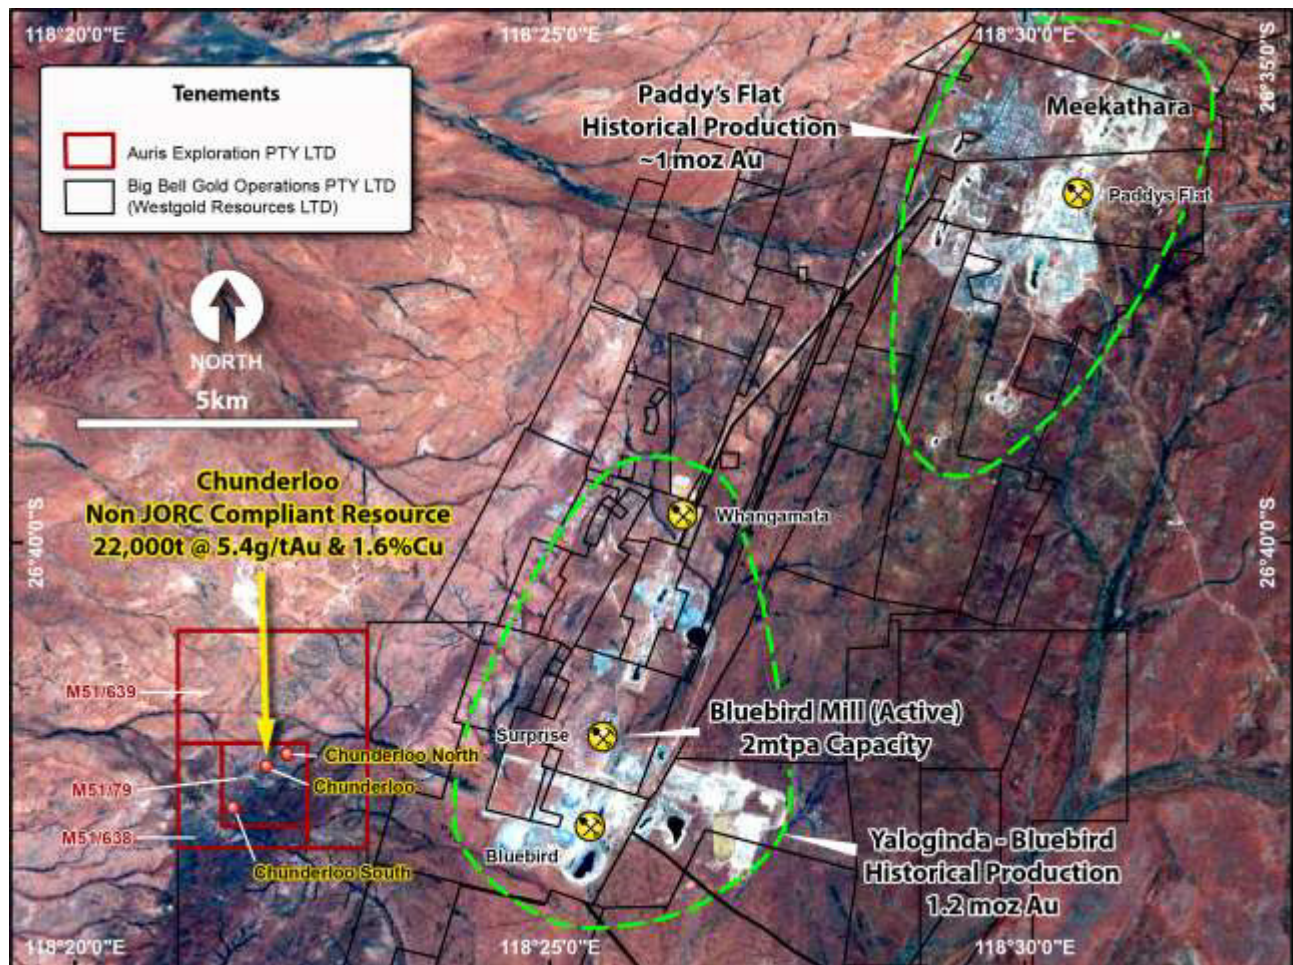 118°20'0"E
118°25'0"E
118°30'0"E
26°35'0"S
Tenements
Auris Exploration PTY LTD
Big Bell Gold Operations PTY LTD
(Westgold Resources LTD)
Paddy's Flat
Historical Production
~1moz Au
Meekathara
Paddys Flat
NORTH
5km
Chunderloo
Non JORC Compliant Resource
22,000t @ 5.4g/tAu & 1.6%Cu
Whangamata
26°40'0"S
26°40'0"S
M51/639
Bluebird Mill (Active)
2mtpa Capacity
Surprise
Chunderloo North
Chunderloo
M51/79
M51/638
Chunderloo South
Bluebird
Yaloginda - Bluebird
Historical Production
1.2 moz Au
118°20'0"E
118°25'0"E
118°30'0"E